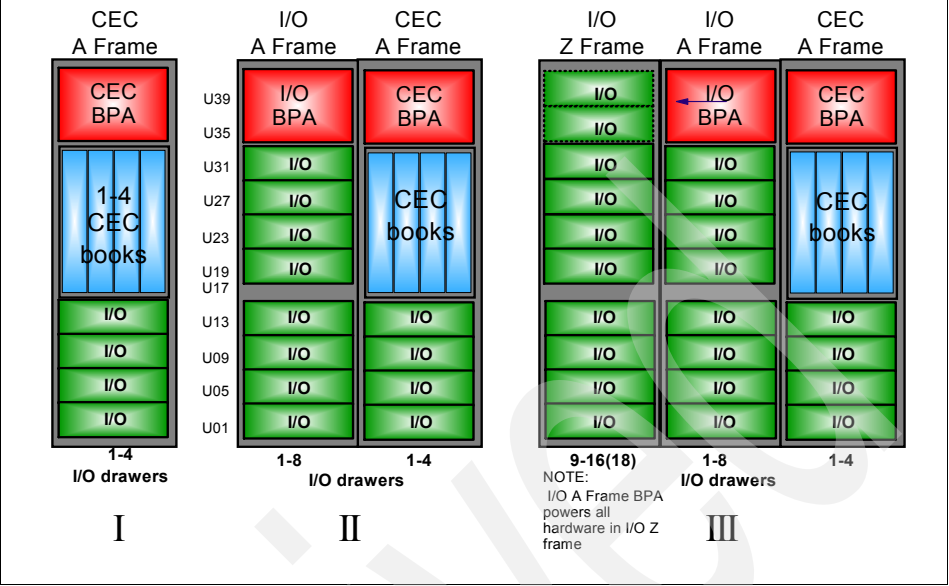 CEC
A Frame
I/O
A Frame
CEC
A Frame
I/O
Z Frame
I/O
A Frame
CEC
A Frame
CEC
BPA
1-4
CEC
books
I/O
I/O
I/O
I/O
1-4
I/O drawers
I
U39
U35
U31
U27
U23
U19
U17
U13
U09
U05
U01
I/O
BPA
I/O
I/O
I/O
I/O
I/O
I/O
I/O
I/O
1-8
CEC
BPA
CEC
books
I/O
I/O
I/O
I/O
1-4
I/O drawers
II
I/O
I/O
I/O
I/O
I/O
I/O
I/O
I/O
I/O
I/O
9-16(18)
NOTE:
I/O A Frame BPA
powers all
hardware in I/O Z
frame
I/O
BPA
I/O
I/O
I/O
I/O
I/O
I/O
I/O
I/O
1-8
I/O drawers
CEC
BPA
CEC
books
I/O
I/O
I/O
I/O
1-4
III